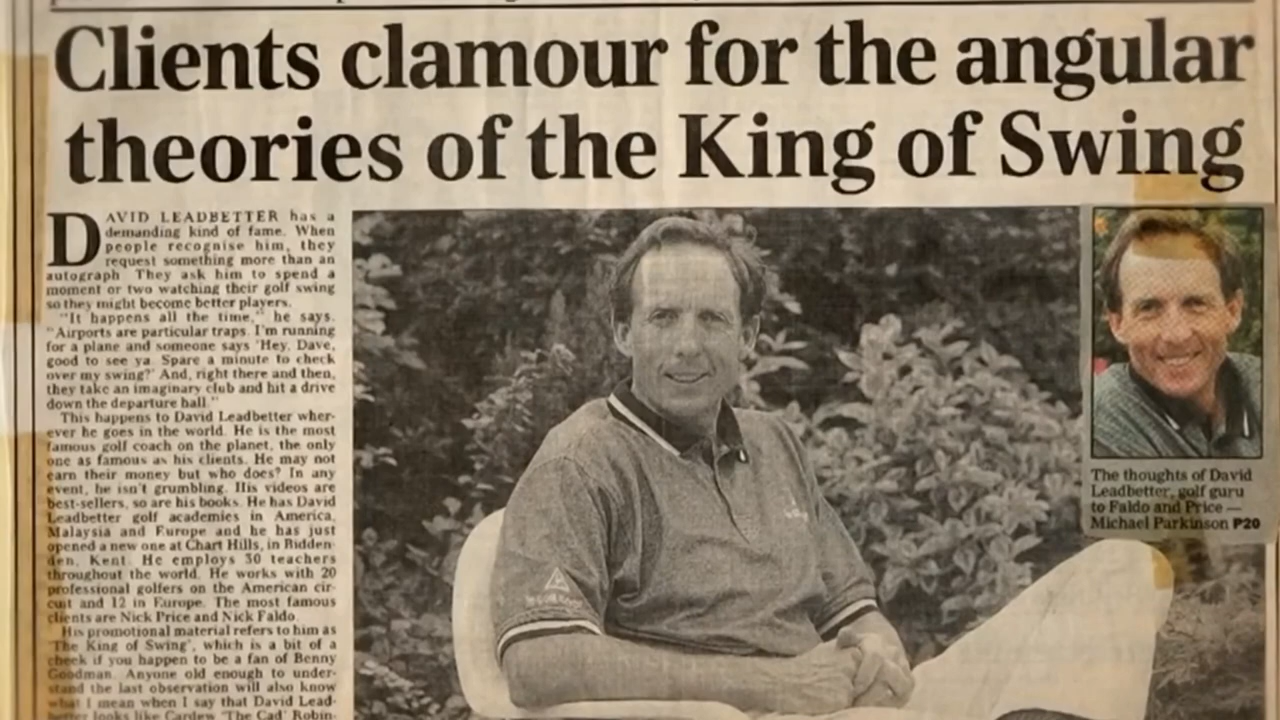 Clients clamour for the angular
theories of the King of Swing
DAVID LEADBETTER has a
demanding kind of fame. When
people recognise him, they
request something more than an
autograph. They ask him to spend a
moment or two watching their golf swing
so they might become better players.
"It happens all the time," he says.
"Airports are particular traps. I'm running
for a plane and someone says 'Hey, Dave,
good to see ya. Spare a minute to check
over my swing?' And, right there and then,
they take an imaginary club and hit a drive
down the departure hall."
This happens to David Leadbetter wher-
ever he goes in the world. He is the most
famous golf coach on the planet, the only
one as famous as his clients. He may not
earn their money but who does? In any
event, he isn't grumbling. His videos are
best-sellers, so are his books. He has David
Leadbetter golf academies in America,
Malaysia and Europe and he has just
opened a new one at Chart Hills, in Bidden-
den, Kent. He employs 30 teachers
throughout the world. He works with 20
professional golfers on the American cir-
cuit and 12 in Europe. The most famous
clients are Nick Price and Nick Faldo.
His promotional material refers to him as
'The King of Swing', which is a bit of a
cheek if you happen to be a fan of Benny
Goodman. Anyone old enough to under-
stand the last observation will also know
what I mean when I say that David Lead-
better looks like Cardew 'The Cad' Robin-
The thoughts of David
Leadbetter, golf guru
to Faldo and Price —
Michael Parkinson P20